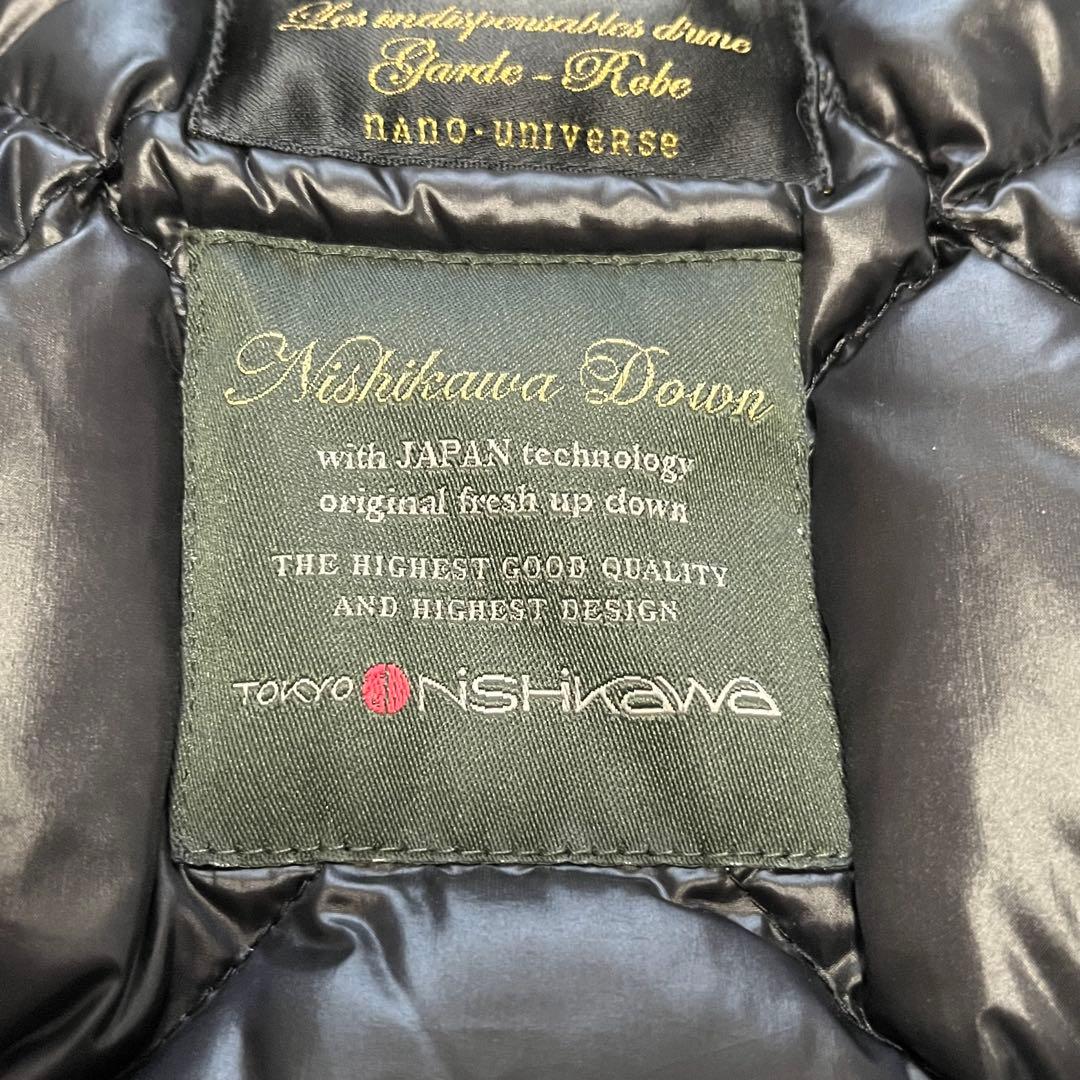 Les indispensables d'une
Garde - Robe
nano·universe
Nishikawa Down
with JAPAN technology
original fresh up down
THE HIGHEST GOOD QUALITY
AND HIGHEST DESIGN
TOKYO NiSHiKAWA